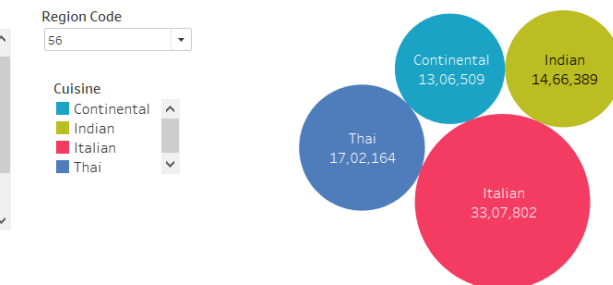 Region Code
56
Cuisine
Continental
Indian
Italian
Thai
Continental
13,06,509
Indian
14,66,389
Thai
17,02,164
Italian
33,07,802